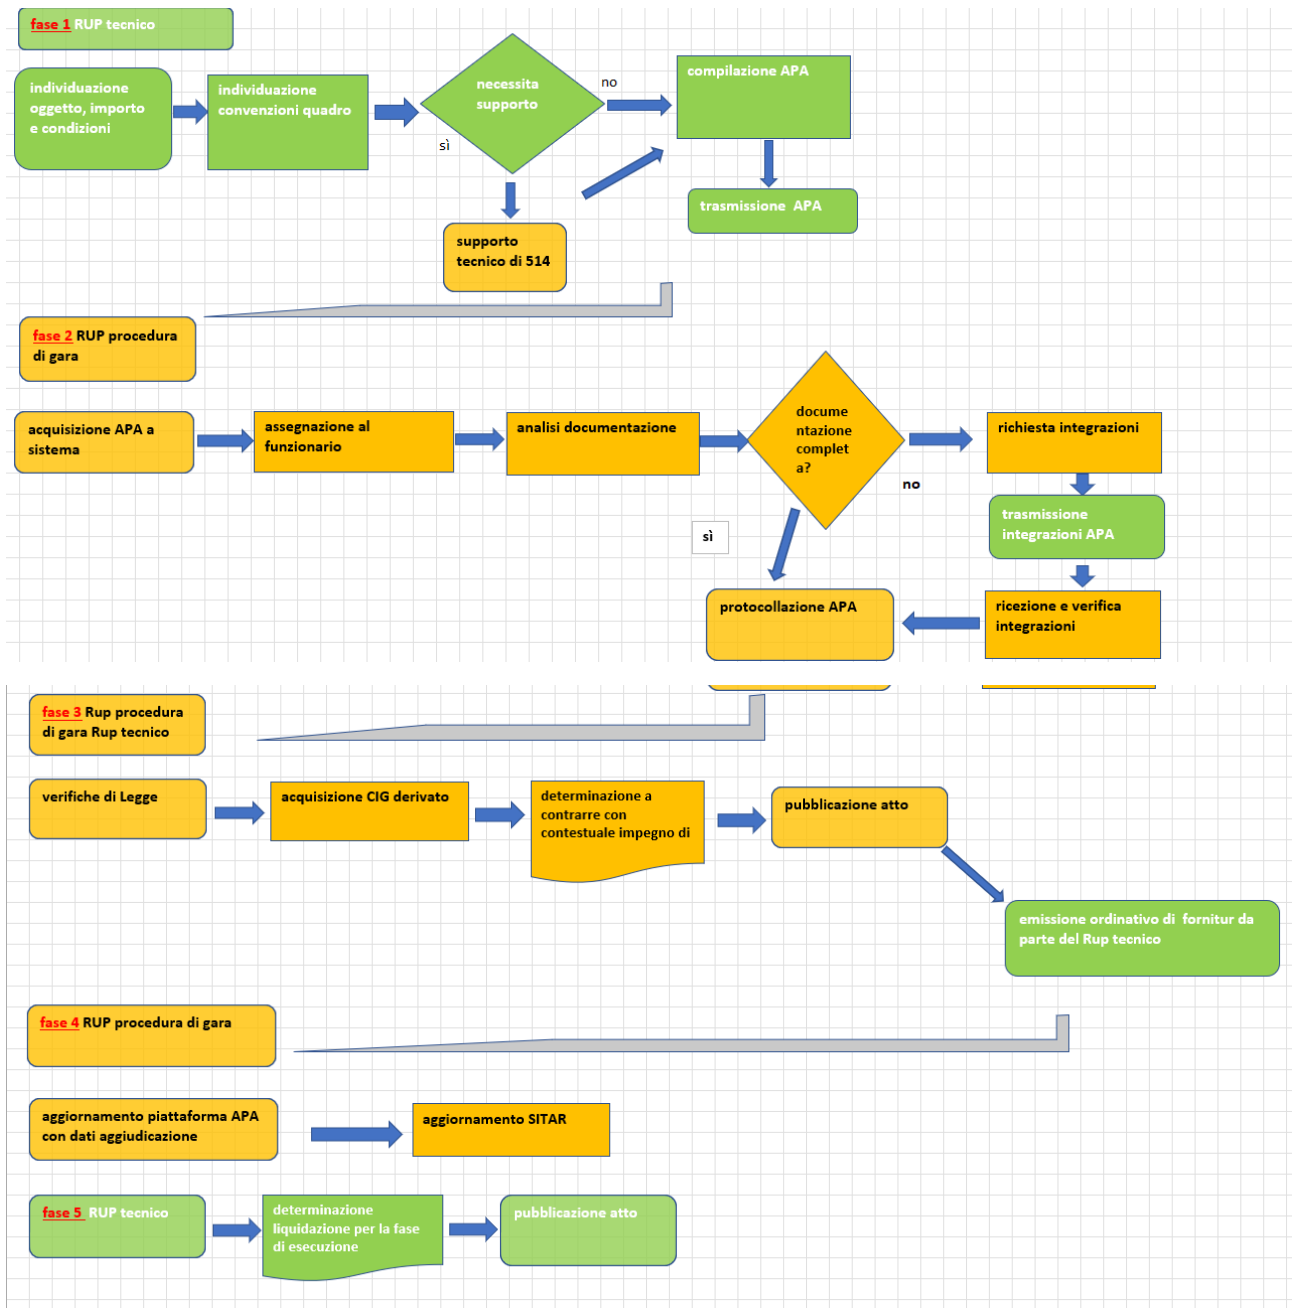 fase 1 RUP tecnico
individuazione
oggetto, importo
e condizioni
individuazione
convenzioni quadro
necessita
supporto
no
sì
compilazione APA
trasmissione APA
supporto
tecnico di 514
fase 2 RUP procedura
di gara
acquisizione APA a
sistema
assegnazione al
funzionario
analisi documentazione
docume
ntazione
complet
a?
no
sì
richiesta integrazioni
trasmissione
integrazioni APA
ricezione e verifica
integrazioni
protocollazione APA
fase 3 Rup procedura
di gara Rup tecnico
verifiche di Legge
acquisizione CIG derivato
determinazione a
contrarre con
contestuale impegno di
pubblicazione atto
emissione ordinativo di fornitur da
parte del Rup tecnico
fase 4 RUP procedura di gara
aggiornamento piattaforma APA
con dati aggiudicazione
aggiornamento SITAR
fase 5 RUP tecnico
determinazione
liquidazione per la fase
di esecuzione
pubblicazione atto